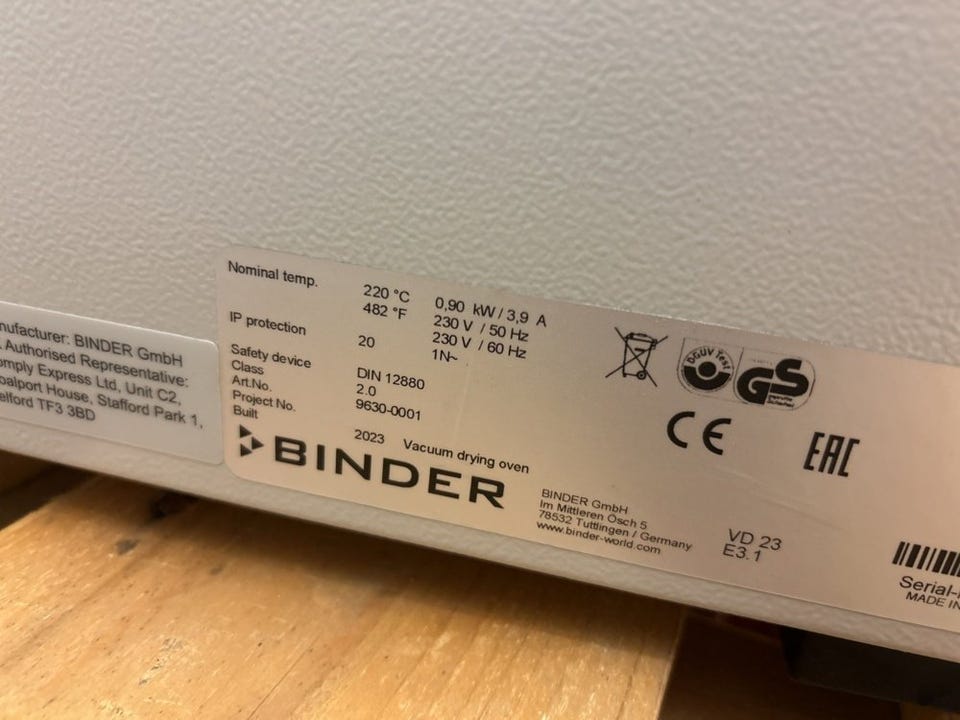 nufacturer: BINDER GmbH
Authorised Representative:
omply Express Ltd, Unit C2,
oalport House, Stafford Park 1,
elford TF3 3BD
Nominal temp. 220 °C 0,90 kW / 3,9 A
482 °F 230 V / 50 Hz
230 V / 60 Hz
IP protection 20 1N~
Safety device DIN 12880
Class 2.0
Art.No. 9630-0001
Project No.
Built 2023 Vacuum drying oven
BINDER
BINDER GmbH
Im Mittleren Ösch 5
78532 Tuttlingen / Germany
www.binder-world.com
DGUV Test
GS
CE
EAC
VD 23
E3.1
Serial-
MADE IN